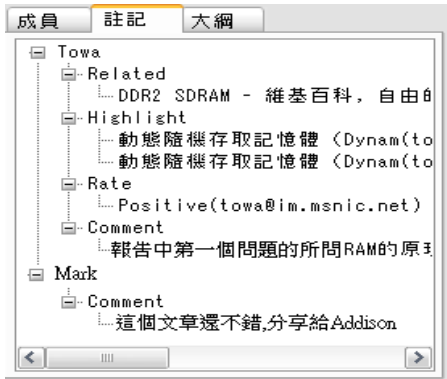 成員 註記 大綱
Towa
Related
DDR2 SDRAM - 維基百科, 自由的
Highlight
動態隨機存取記憶體 (Dynam(to
動態隨機存取記憶體 (Dynam(to
Rate
Positive(towa@im.msnic.net)
Comment
報告中第一個問題的所問RAM的原
Mark
Comment
這個文章還不錯,分享給Addison